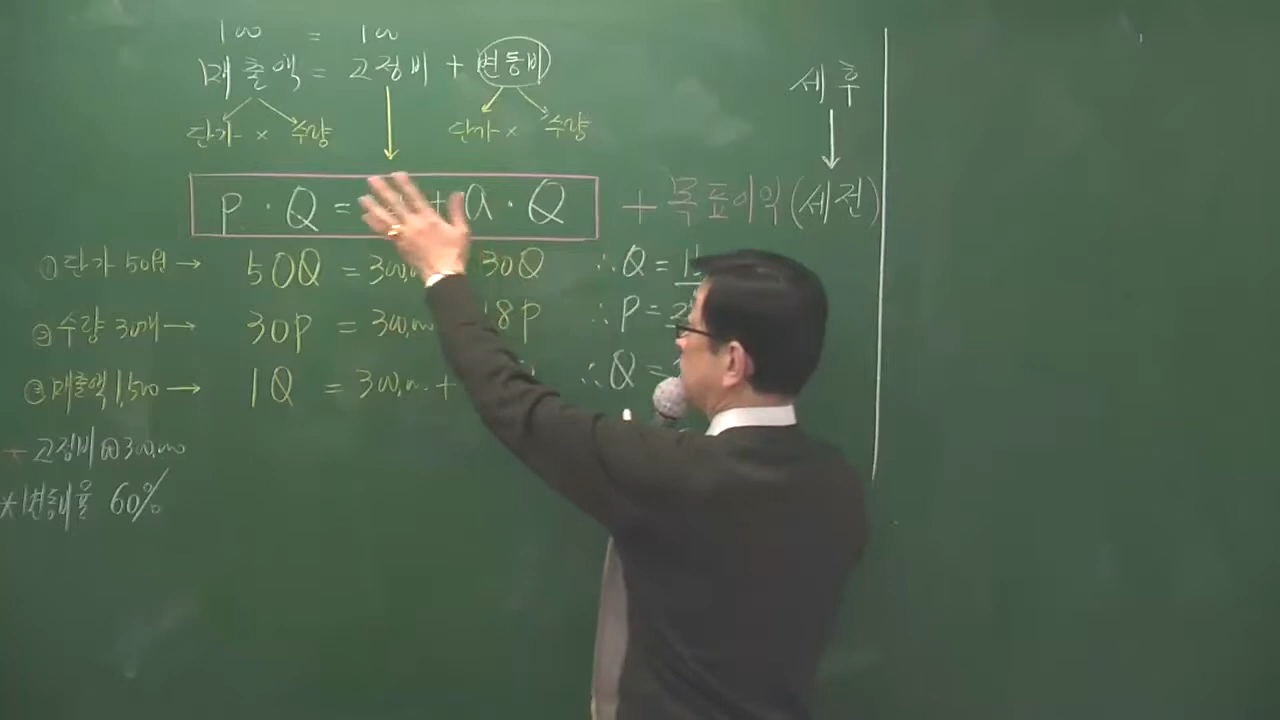 100 = 100
매출액 = 고정비 + 변동비
단가 × 수량 단가 × 수량
세후
P · Q = + a · Q + 목표이익(세전)
① 단가 50원 → 50Q = 300, 30Q ∴ Q =
② 수량 30개 → 30P = 300,000 18P ∴ P = 2
③ 매출액 1,500 → 1Q = 300,000 + ∴ Q =
고정비 @300,000
* 변동비율 60%